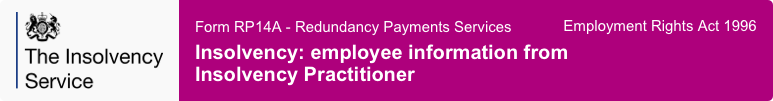 The Insolvency
Service
Form RP14A - Redundancy Payments Services
Employment Rights Act 1996
Insolvency: employee information from
Insolvency Practitioner